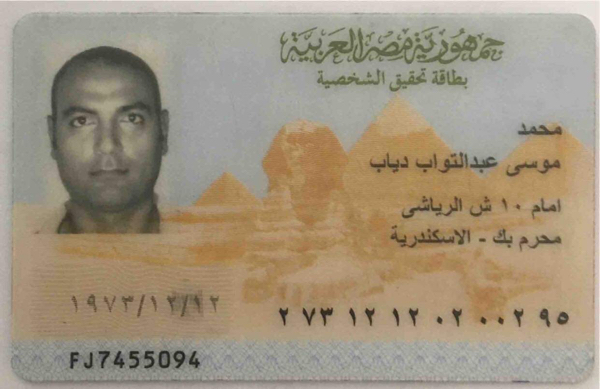 جمهورية مصر العربية
بطاقة تحقيق الشخصية
محمد
موسى عبدالتواب دياب
امام ١٠ ش الرياشى
محرم بك - الاسكندرية
١٩٧٣/١٢/١٢
٢ ٧٣ ١٢ ١٢ ٠٢ ٠٠٢ ٩٥
FJ7455094